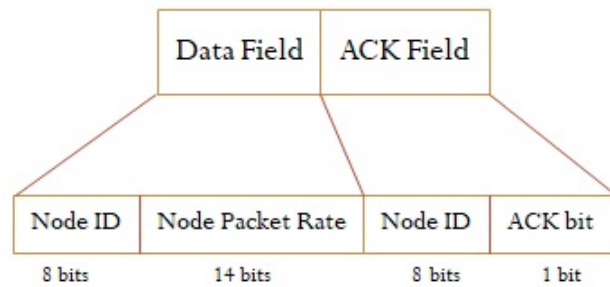 Data Field ACK Field
Node ID Node Packet Rate Node ID ACK bit
8 bits 14 bits 8 bits 1 bit